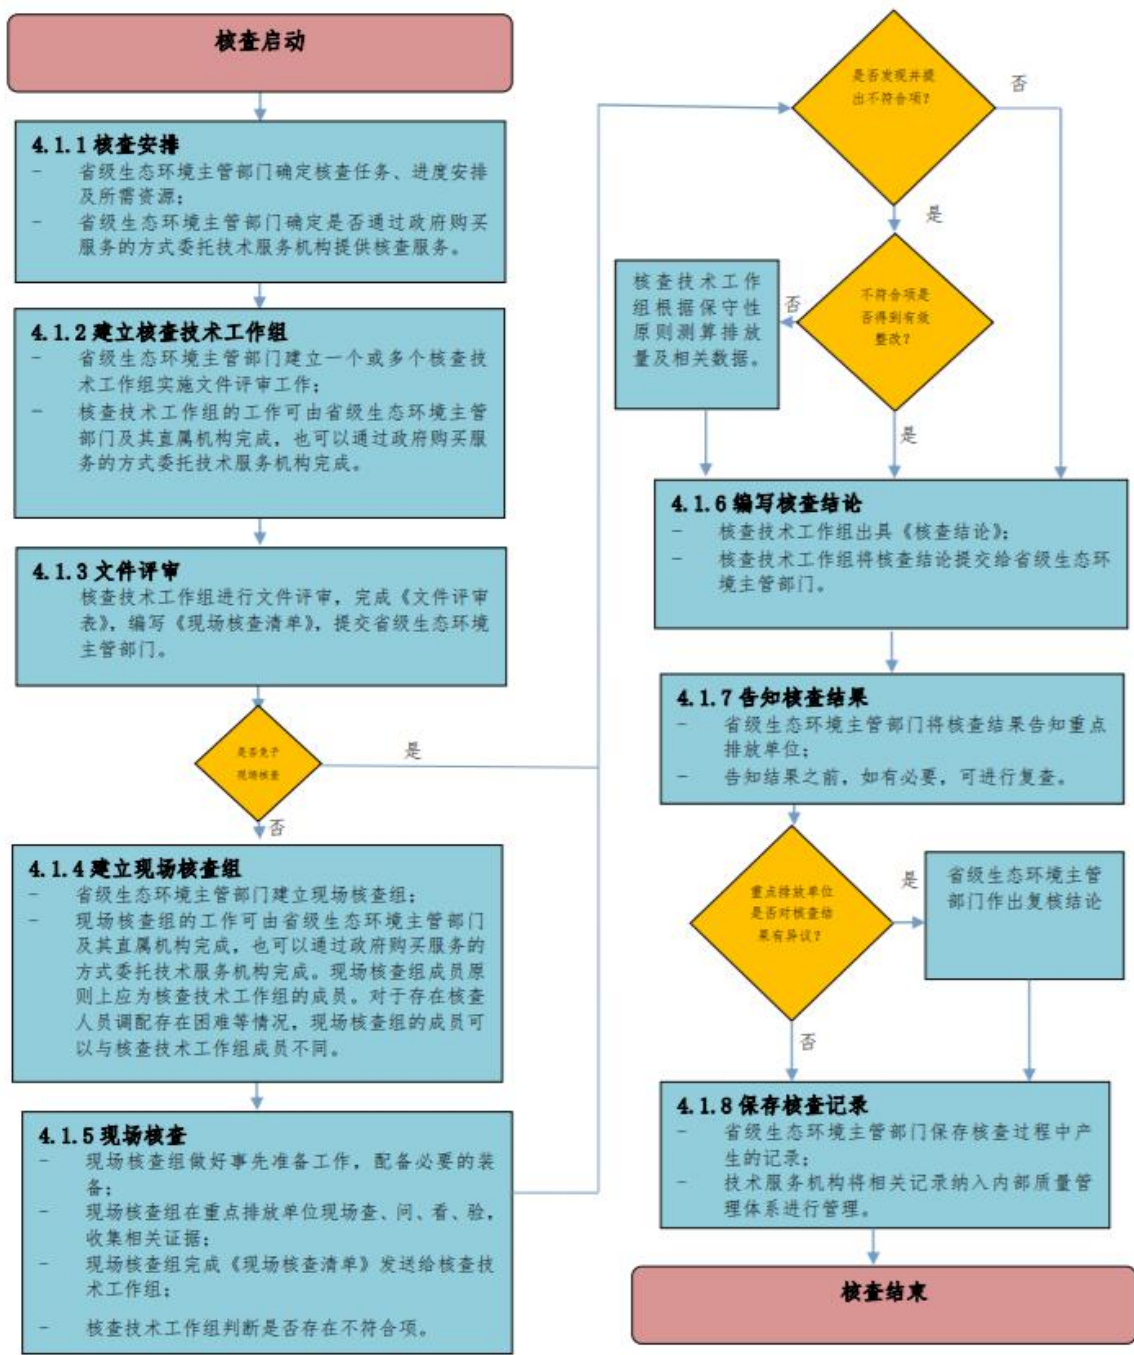 核查启动
4.1.1 核查安排
- 省级生态环境主管部门确定核查任务、进度安排
及所需资源；
- 省级生态环境主管部门确定是否通过政府购买
服务的方式委托技术服务机构提供核查服务。
4.1.2 建立核查技术工作组
- 省级生态环境主管部门建立一个或多个核查技
术工作组实施文件评审工作；
- 核查技术工作组的工作可由省级生态环境主管
部门及其直属机构完成，也可以通过政府购买服
务的方式委托技术服务机构完成。
4.1.3 文件评审
核查技术工作组进行文件评审，完成《文件评审
表》，编写《现场核查清单》，提交省级生态环境
主管部门。
是否免予
现场核查
是
否
4.1.4 建立现场核查组
- 省级生态环境主管部门建立现场核查组；
- 现场核查组的工作可由省级生态环境主管部门
及其直属机构完成，也可以通过政府购买服务的
方式委托技术服务机构完成。现场核查组成员原
则上应为核查技术工作组的成员。对于存在核查
人员调配存在困难等情况，现场核查组的成员可
以与核查技术工作组成员不同。
4.1.5 现场核查
- 现场核查组做好事先准备工作，配备必要的装
备；
- 现场核查组在重点排放单位现场查、问、看、验，
收集相关证据；
- 现场核查组完成《现场核查清单》发送给核查技
术工作组；
- 核查技术工作组判断是否存在不符合项。
是否发现并提
出不符合项？
否
是
不符合项是
否得到有效
整改？
否
核查技术工作
组根据保守性
原则测算排放
量及相关数据。
是
4.1.6 编写核查结论
- 核查技术工作组出具《核查结论》；
- 核查技术工作组将核查结论提交给省级生态环
境主管部门。
4.1.7 告知核查结果
- 省级生态环境主管部门将核查结果告知重点
排放单位；
- 告知结果之前，如有必要，可进行复查。
重点排放单位
是否对核查结
果有异议？
是
省级生态环境主管
部门作出复核结论
否
4.1.8 保存核查记录
- 省级生态环境主管部门保存核查过程中产
生的记录；
- 技术服务机构将相关记录纳入内部质量管
理体系进行管理。
核查结束